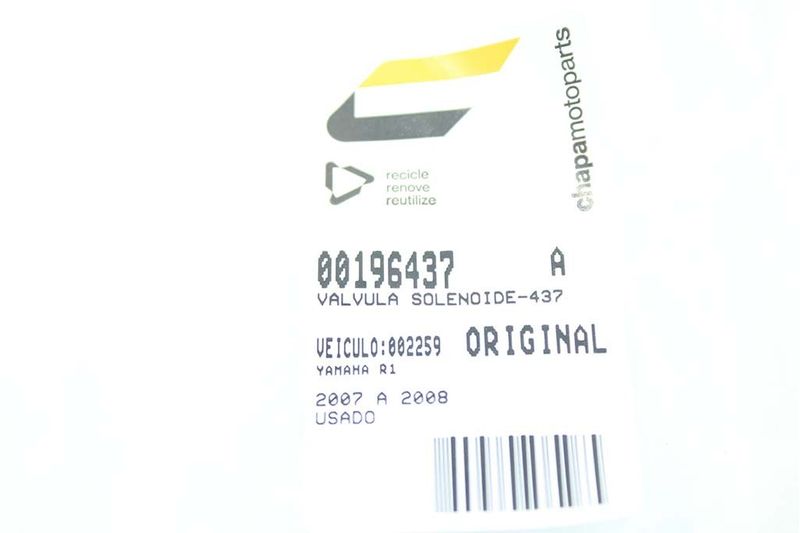 chapamotoparts
recicle
renove
reutilize
00196437 A
VALVULA SOLENOIDE-437
VEICULO:002259 ORIGINAL
YAMAHA R1
2007 A 2008
USADO